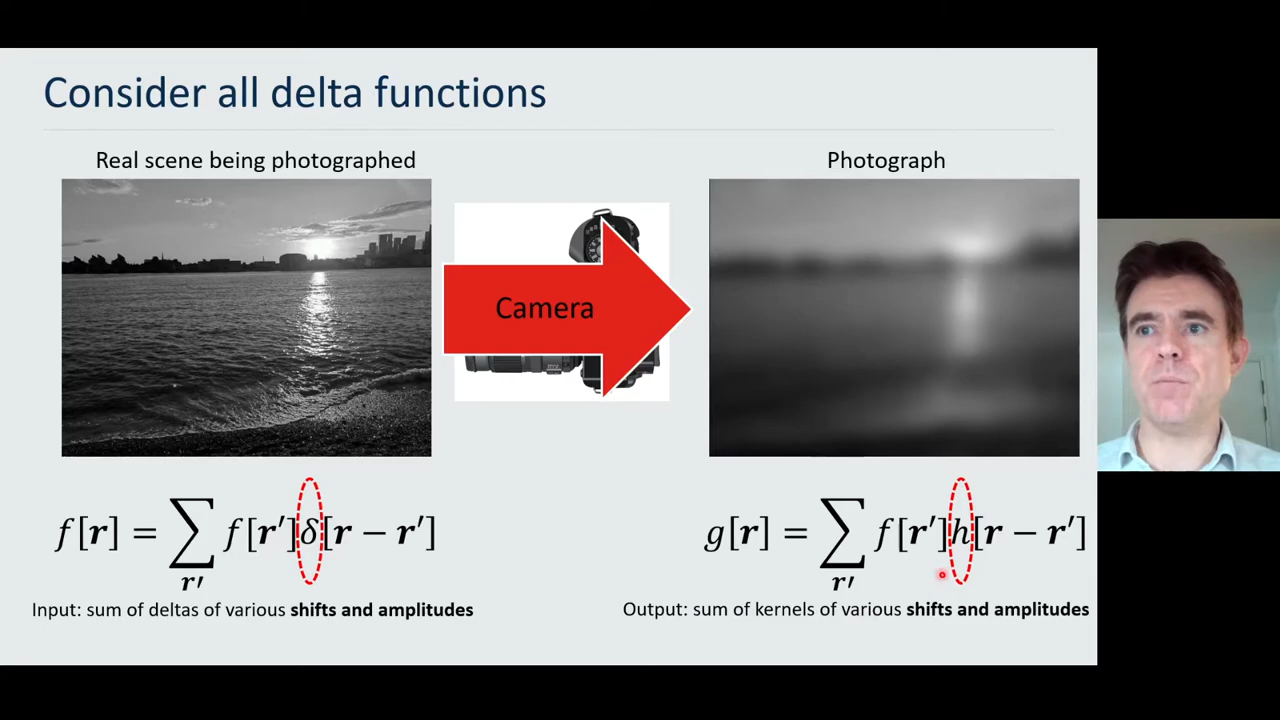 Consider all delta functions
Real scene being photographed
Photograph
Camera
f[r] = ∑ f[r′]δ[r − r′]
r′
g[r] = ∑ f[r′]h[r − r′]
r′
Input: sum of deltas of various shifts and amplitudes
Output: sum of kernels of various shifts and amplitudes